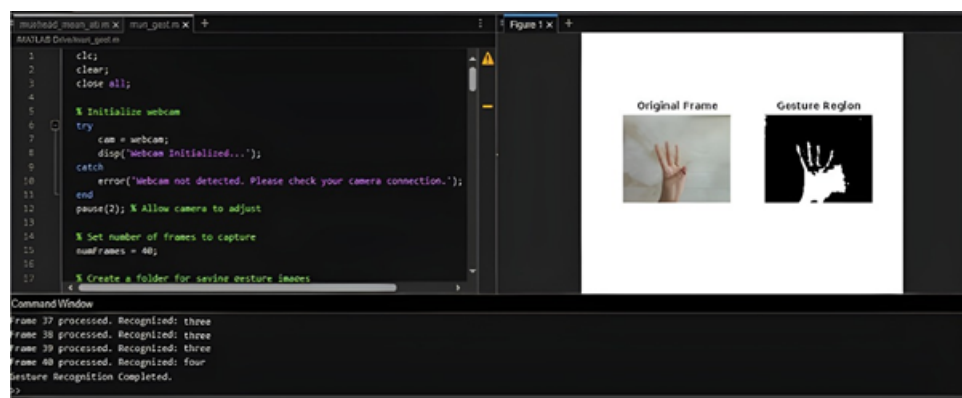 muehead_mean_ati.m × mun_gest.m × +
/MATLAB Drive/mun_gest.m
1 clc;
2 clear;
3 close all;
4
5 % Initialize webcam
6 try
7 cam = webcam;
8 disp('Webcam Initialized...');
9 catch
10 error('Webcam not detected. Please check your camera connection.');
11 end
12 pause(2); % Allow camera to adjust
13
14 % Set number of frames to capture
15 numFrames = 40;
16
17 % Create a folder for saving gesture images
Figure 1 × +
Original Frame Gesture Region
Command Window
Frame 37 processed. Recognized: three
Frame 38 processed. Recognized: three
Frame 39 processed. Recognized: three
Frame 40 processed. Recognized: four
Gesture Recognition Completed.
>>